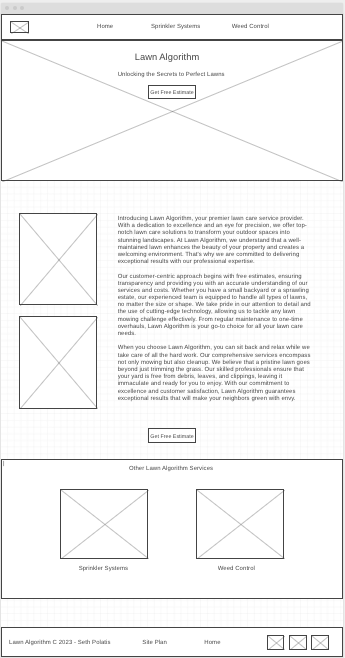 Home Sprinkler Systems Weed Control
Lawn Algorithm
Unlocking the Secrets to Perfect Lawns
Get Free Estimate
Introducing Lawn Algorithm, your premier lawn care service provider.
With a dedication to excellence and an eye for precision, we offer top-
notch lawn care solutions to transform your outdoor spaces into
stunning landscapes. At Lawn Algorithm, we understand that a well-
maintained lawn enhances the beauty of your property and creates a
welcoming environment. That's why we are committed to delivering
exceptional results with our professional expertise.
Our customer-centric approach begins with free estimates, ensuring
transparency and providing you with an accurate understanding of our
services and costs. Whether you have a small backyard or a sprawling
estate, our experienced team is equipped to handle all types of lawns,
no matter the size or shape. We take pride in our attention to detail and
the use of cutting-edge technology, allowing us to tackle any lawn
mowing challenge effectively. From regular maintenance to one-time
overhauls, Lawn Algorithm is your go-to choice for all your lawn care
needs.
When you choose Lawn Algorithm, you can sit back and relax while we
take care of all the hard work. Our comprehensive services encompass
not only mowing but also cleanup. We believe that a pristine lawn goes
beyond just trimming the grass. Our skilled professionals ensure that
your yard is free from debris, leaves, and clippings, leaving it
immaculate and ready for you to enjoy. With our commitment to
excellence and customer satisfaction, Lawn Algorithm guarantees
exceptional results that will make your neighbors green with envy.
Get Free Estimate
Other Lawn Algorithm Services
Sprinkler Systems Weed Control
Lawn Algorithm C 2023 - Seth Polatis Site Plan Home